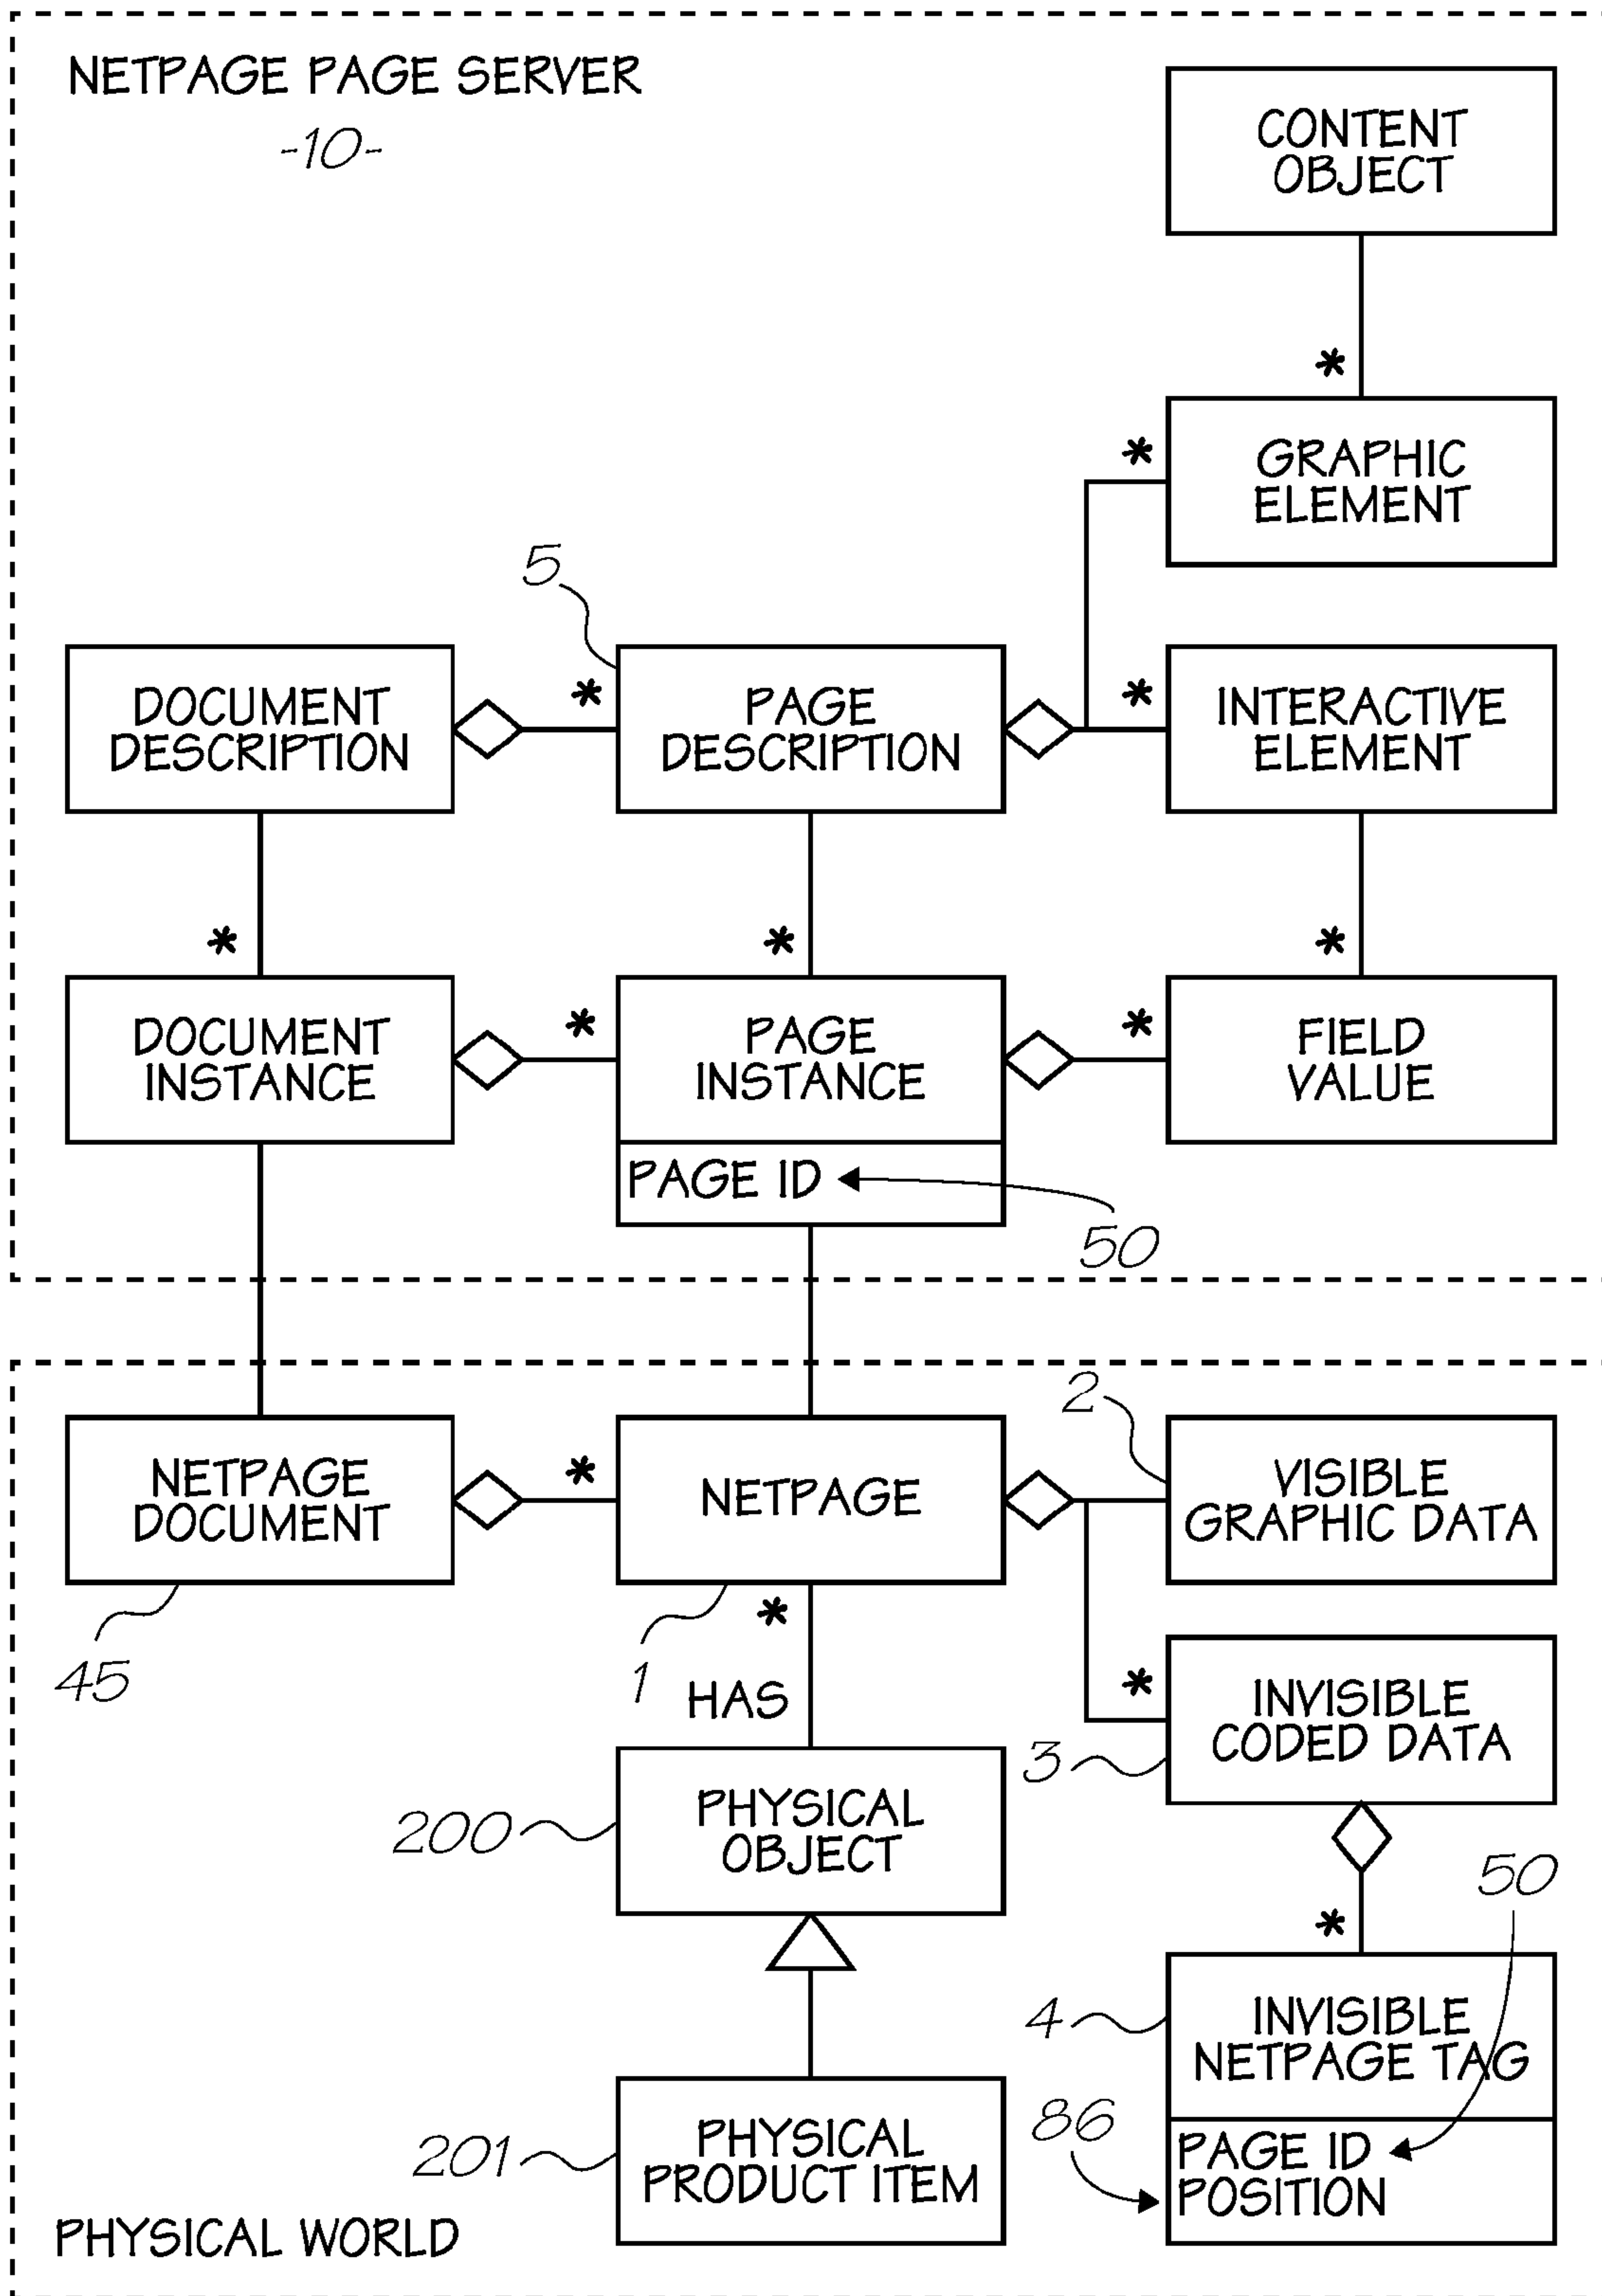 NETPAGE PAGE SERVER
-10-
CONTENT
OBJECT
*
*
GRAPHIC
ELEMENT
5
DOCUMENT
DESCRIPTION
*
PAGE
DESCRIPTION
*
INTERACTIVE
ELEMENT
*
*
*
DOCUMENT
INSTANCE
*
PAGE
INSTANCE
*
FIELD
VALUE
PAGE ID
50
2
NETPAGE
DOCUMENT
*
NETPAGE
VISIBLE
GRAPHIC DATA
45
1
*
HAS
*
INVISIBLE
CODED DATA
3
200
PHYSICAL
OBJECT
50
*
4
INVISIBLE
NETPAGE TAG
86
PAGE ID
POSITION
201
PHYSICAL
PRODUCT ITEM
PHYSICAL WORLD